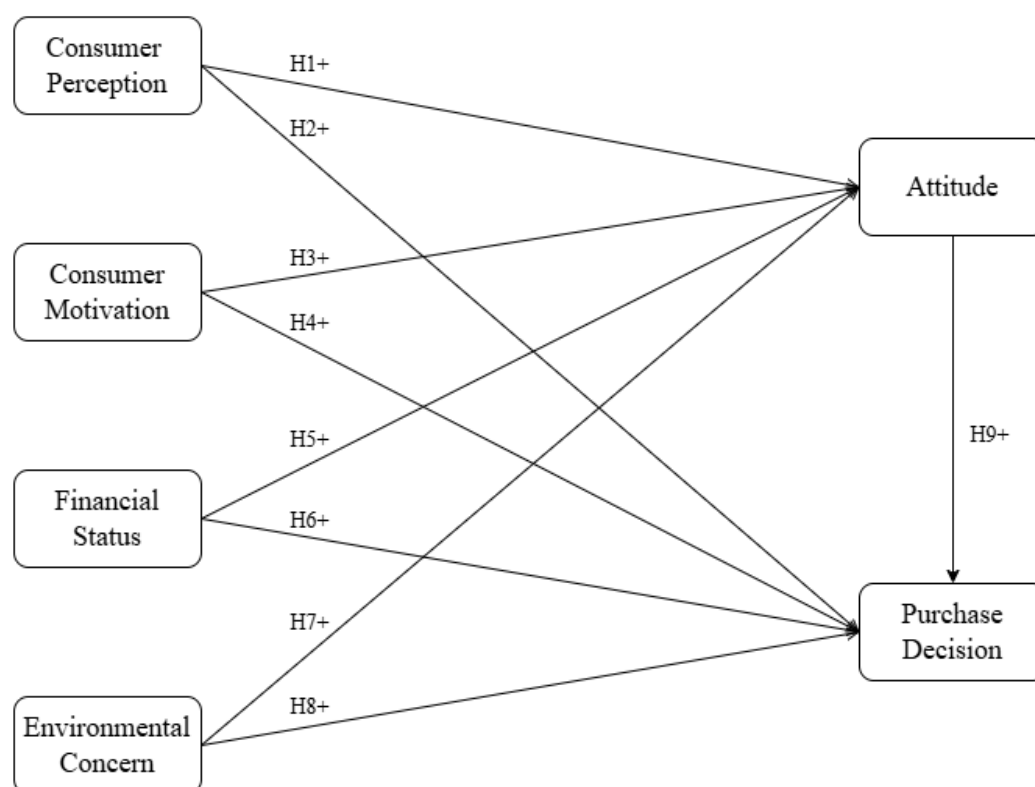 Consumer
Perception
H1+
H2+
Attitude
Consumer
Motivation
H3+
H4+
H5+
H9+
Financial
Status
H6+
Purchase
Decision
H7+
H8+
Environmental
Concern